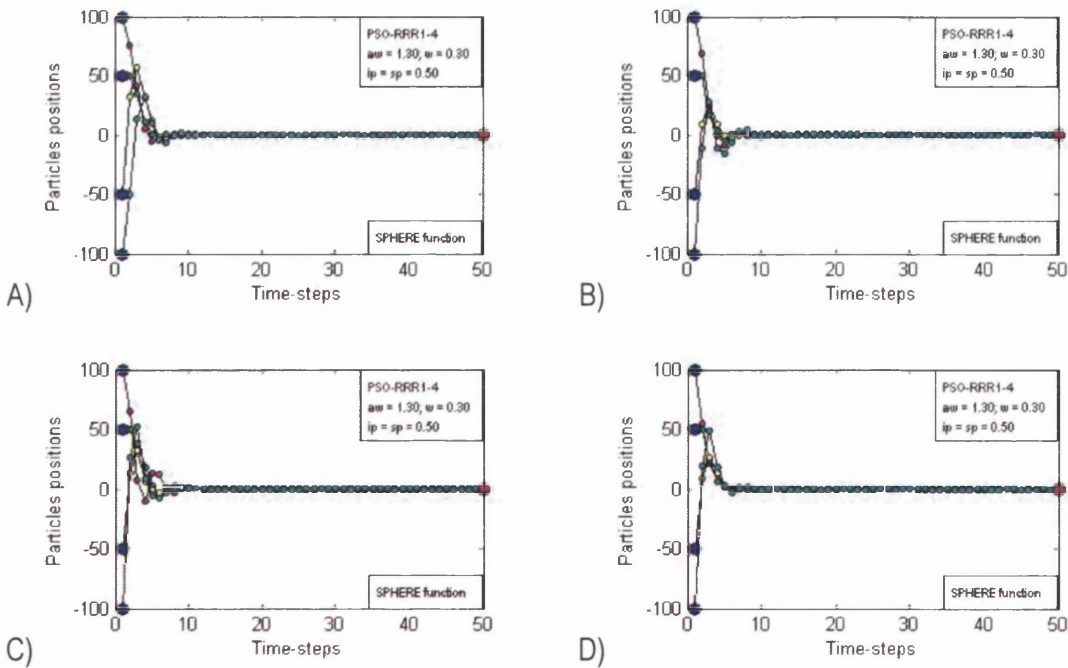 100
50
0
-50
-100
Particles positions
PSO-RRR1-4
aw = 1.30; w = 0.30
ip = sp = 0.50
SPHERE function
0
10
20
30
40
50
Time-steps
A)
100
50
0
-50
-100
Particles positions
PSO-RRR1-4
aw = 1.30; w = 0.30
ip = sp = 0.50
SPHERE function
0
10
20
30
40
50
Time-steps
B)
100
50
0
-50
-100
Particles positions
PSO-RRR1-4
aw = 1.30; w = 0.30
ip = sp = 0.50
SPHERE function
0
10
20
30
40
50
Time-steps
C)
100
50
0
-50
-100
Particles positions
PSO-RRR1-4
aw = 1.30; w = 0.30
ip = sp = 0.50
SPHERE function
0
10
20
30
40
50
Time-steps
D)